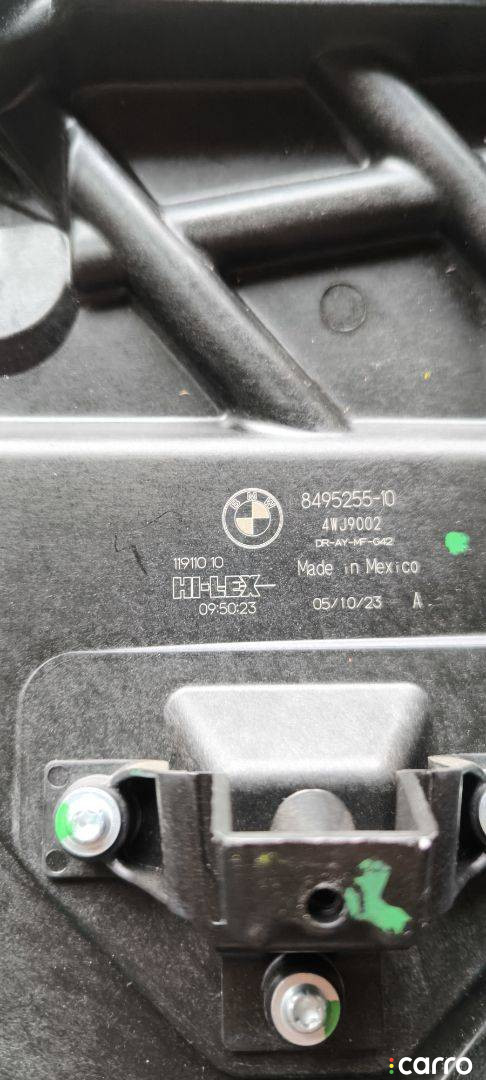 BMW
8495255-10
4WJ9002
DR-AY-MF-G42
Made in Mexico
05/10/23 A
119110 10
HI-LEX
09:50:23
carro